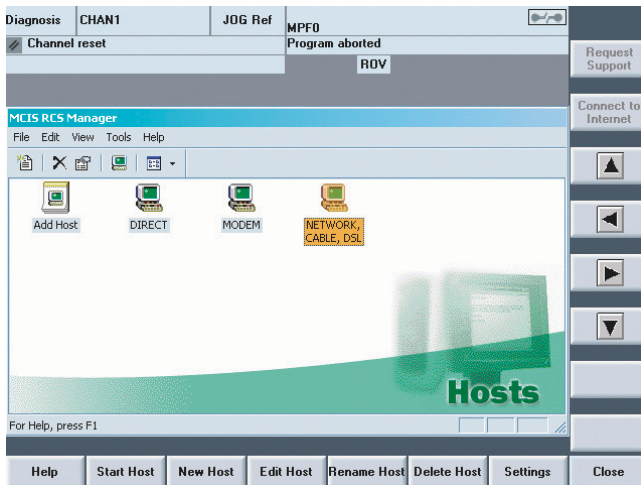 Diagnosis CHAN1 JOG Ref MPF0
Channel reset Program aborted
ROV
Request Support
Connect to Internet
MCIS RCS Manager
File Edit View Tools Help
Add Host DIRECT MODEM NETWORK, CABLE, DSL
Hosts
For Help, press F1
Help Start Host New Host Edit Host Rename Host Delete Host Settings Close